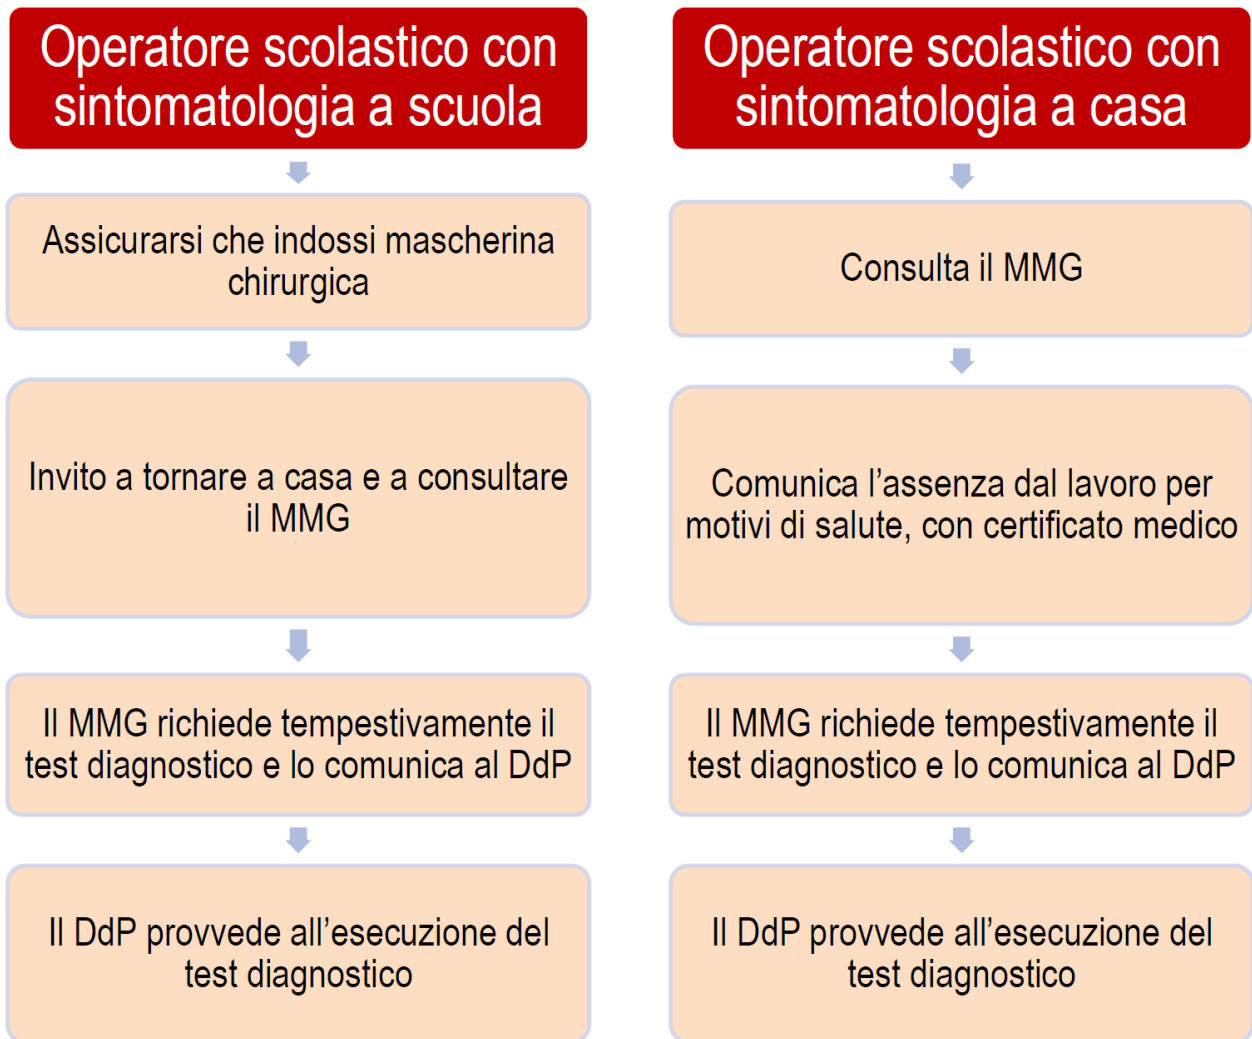 Operatore scolastico con
sintomatologia a scuola
Assicurarsi che indossi mascherina
chirurgica
Invito a tornare a casa e a consultare
il MMG
Il MMG richiede tempestivamente il
test diagnostico e lo comunica al DdP
Il DdP provvede all’esecuzione del
test diagnostico
Operatore scolastico con
sintomatologia a casa
Consulta il MMG
Comunica l’assenza dal lavoro per
motivi di salute, con certificato medico
Il MMG richiede tempestivamente il
test diagnostico e lo comunica al DdP
Il DdP provvede all’esecuzione del
test diagnostico